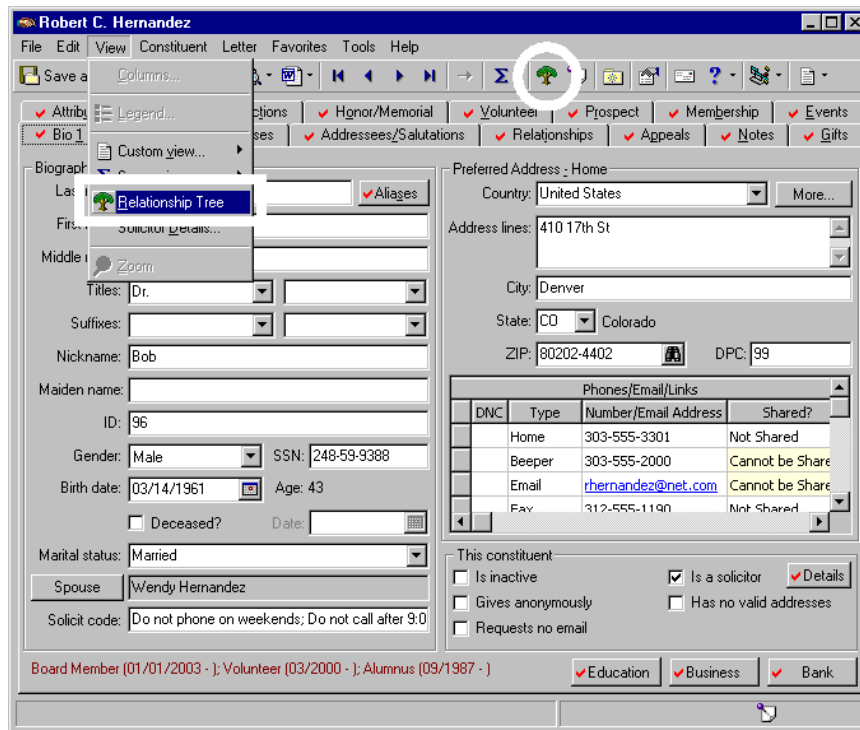 Robert C. Hernandez
File Edit View Constituent Letter Favorites Tools Help
Save a
Columns...
Legend...
Custom view...
Relationship Tree
Solicitor Details...
Zoom
Honor/Memorial Volunteer Prospect Membership Events
Bio 1 Addressees/Salutations Relationships Appeals Notes Gifts
Aliases
Titles: Dr.
Suffixes:
Nickname: Bob
Maiden name:
ID: 96
Gender: Male SSN: 248-59-9388
Birth date: 03/14/1961 Age: 43
Deceased? Date:
Marital status: Married
Spouse Wendy Hernandez
Solicit code: Do not phone on weekends; Do not call after 9:0
Preferred Address - Home
Country: United States More...
Address lines: 410 17th St
City: Denver
State: CO Colorado
ZIP: 80202-4402 DPC: 99
Phones/Email/Links
DNC Type Number/Email Address Shared?
Home 303-555-3301 Not Shared
Beeper 303-555-2000 Cannot be Share
Email rhernandez@net.com Cannot be Share
Fax 312-555-1190 Not Shared
This constituent
Is inactive Is a solicitor Details
Gives anonymously Has no valid addresses
Requests no email
Board Member (01/01/2003 - ); Volunteer (03/2000 - ); Alumnus (09/1987 - )
Education Business Bank